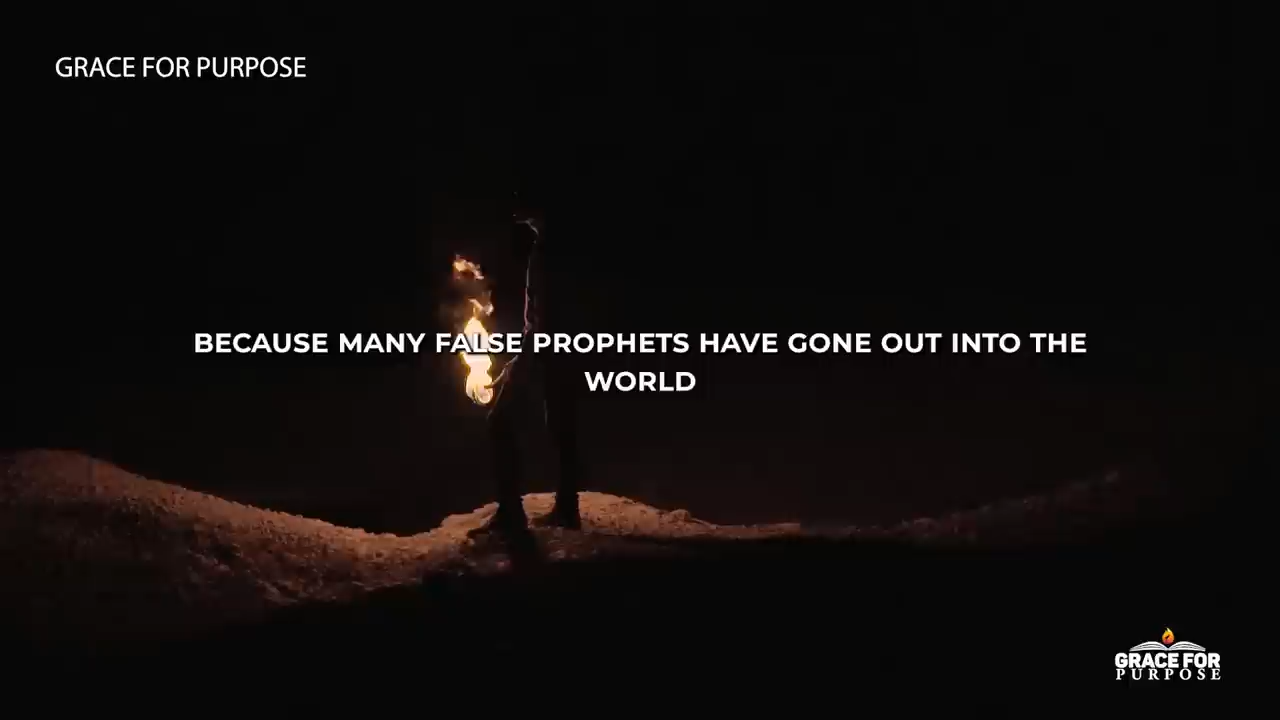 GRACE FOR PURPOSE
BECAUSE MANY FALSE PROPHETS HAVE GONE OUT INTO THE
WORLD
GRACE FOR
PURPOSE